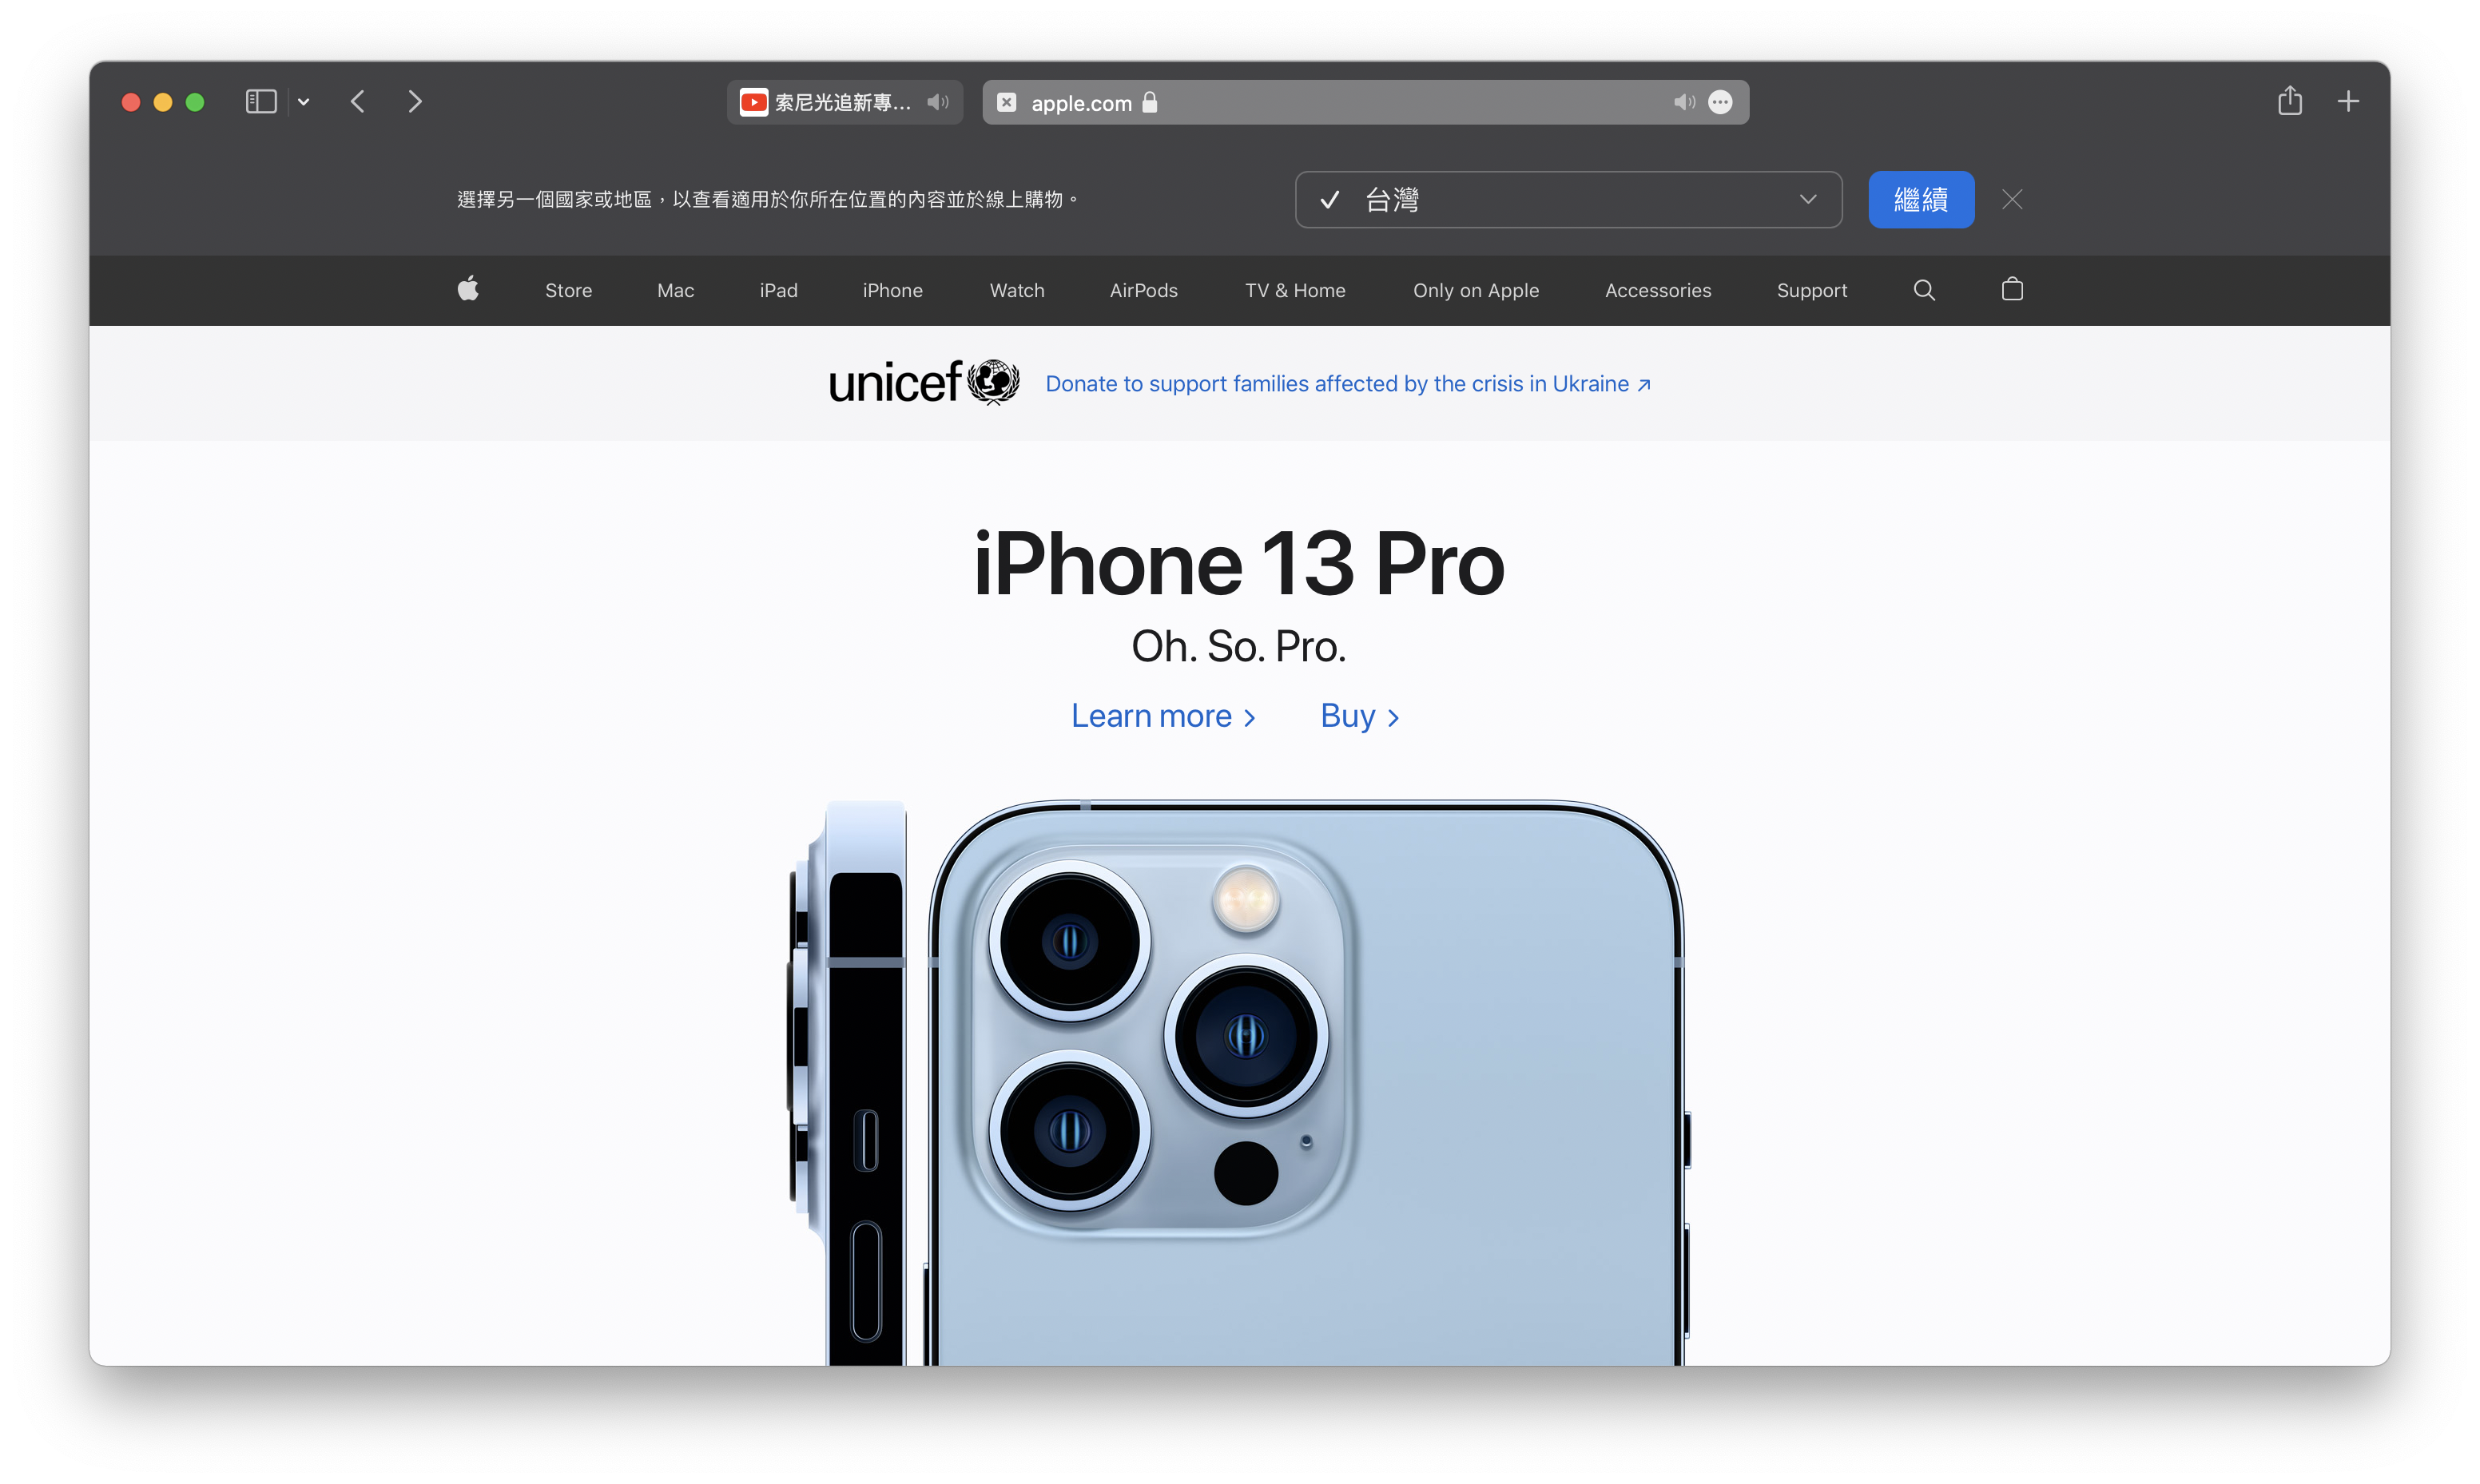 索尼光追新專...
apple.com
選擇另一個國家或地區，以查看適用於你所在位置的內容並於線上購物。
台灣
繼續
Store Mac iPad iPhone Watch AirPods TV & Home Only on Apple Accessories Support
unicef Donate to support families affected by the crisis in Ukraine ↗
iPhone 13 Pro
Oh. So. Pro.
Learn more > Buy >